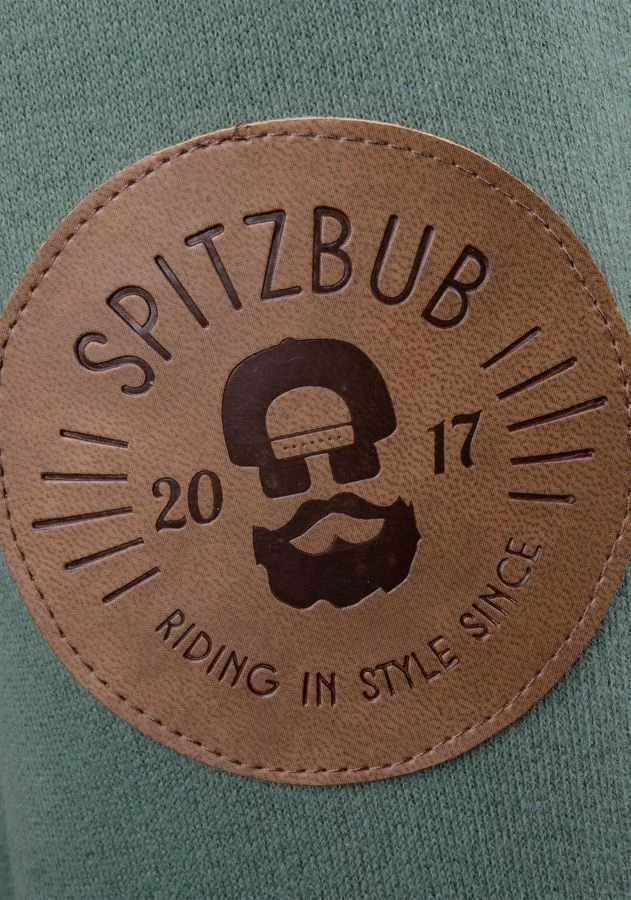 SPITZBUB
20 17
RIDING IN STYLE SINCE